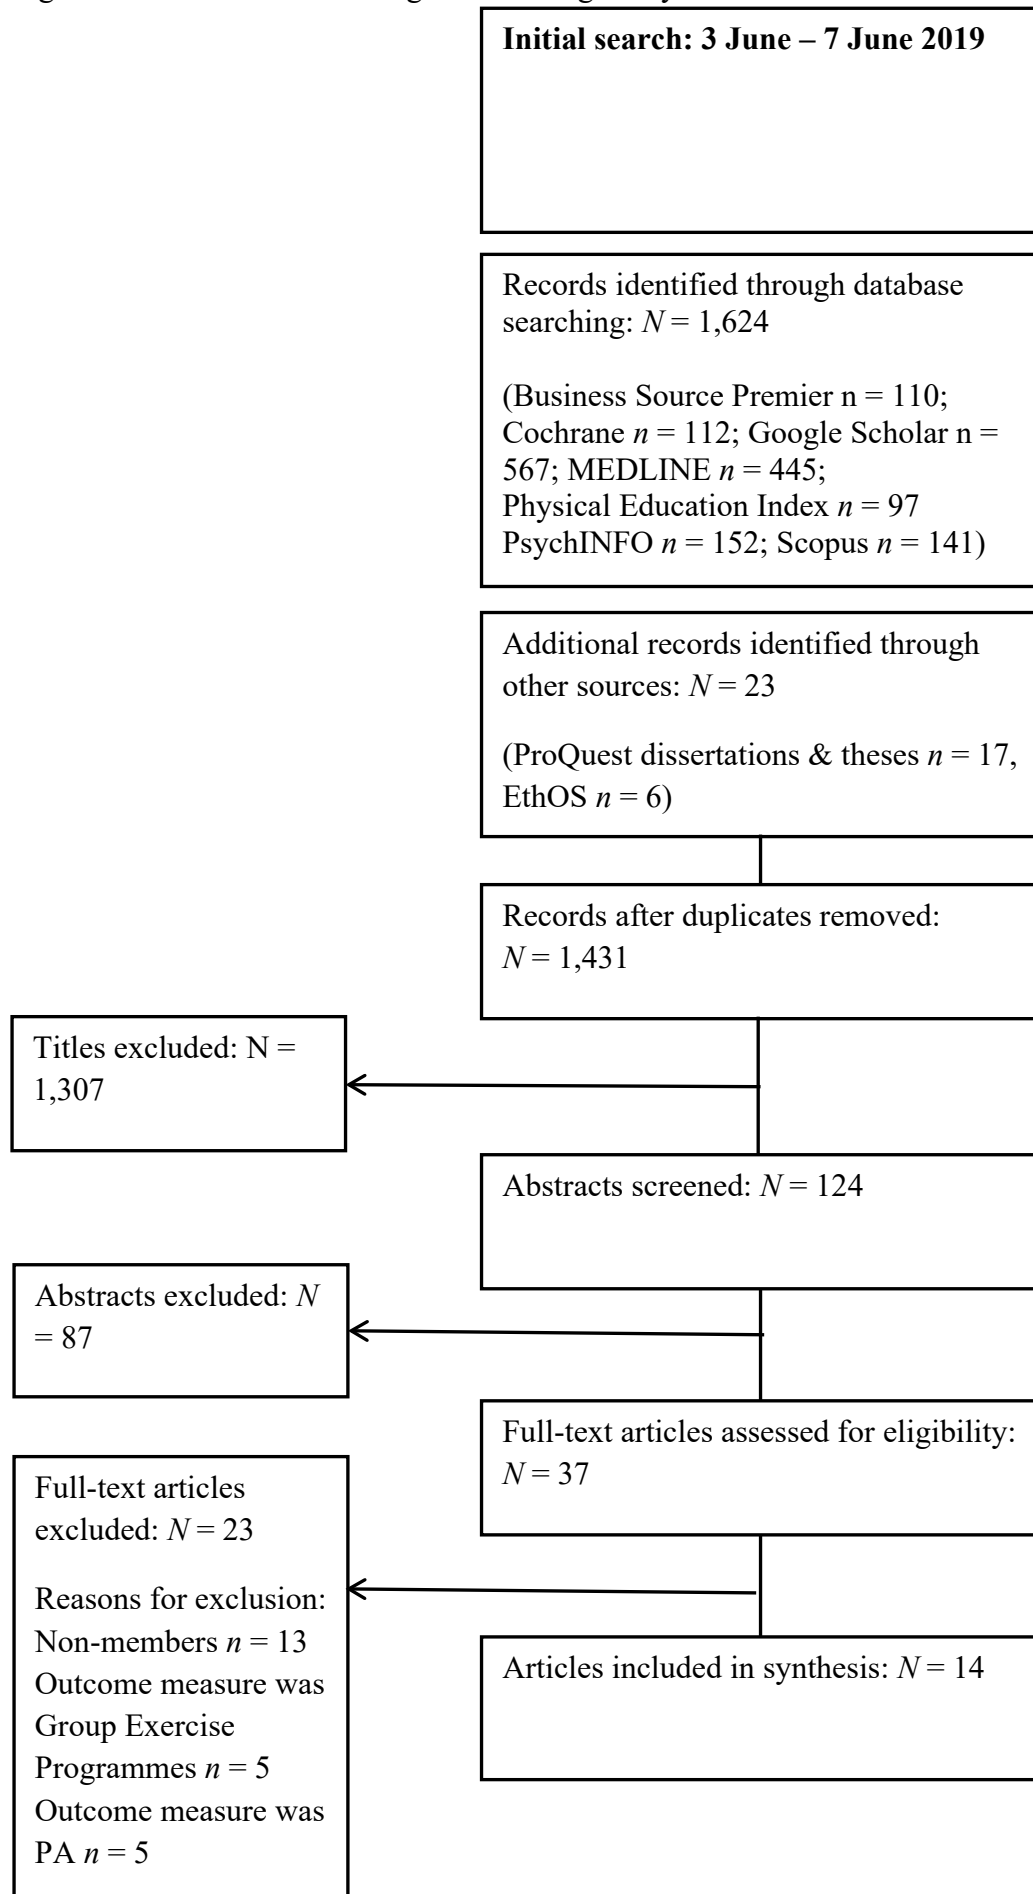 Initial search: 3 June – 7 June 2019
Records identified through database
searching: N = 1,624
(Business Source Premier n = 110;
Cochrane n = 112; Google Scholar n =
567; MEDLINE n = 445;
Physical Education Index n = 97
PsychINFO n = 152; Scopus n = 141)
Additional records identified through
other sources: N = 23
(ProQuest dissertations & theses n = 17,
EthOS n = 6)
Records after duplicates removed:
N = 1,431
Titles excluded: N =
1,307
Abstracts screened: N = 124
Abstracts excluded: N
= 87
Full-text articles assessed for eligibility:
N = 37
Full-text articles
excluded: N = 23
Reasons for exclusion:
Non-members n = 13
Outcome measure was
Group Exercise
Programmes n = 5
Outcome measure was
PA n = 5
Articles included in synthesis: N = 14